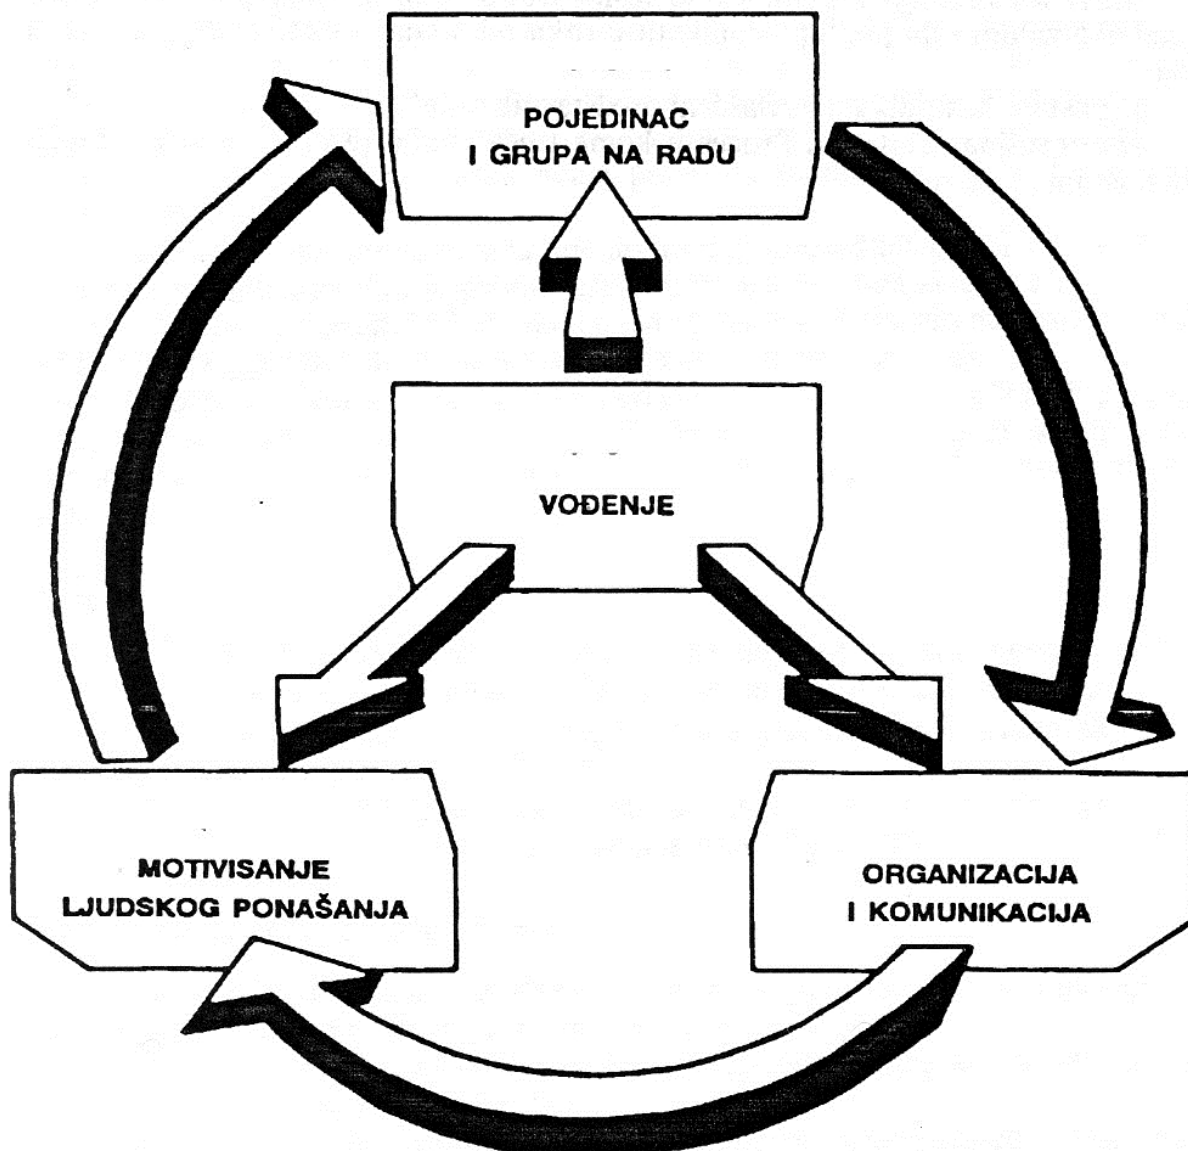 POJEDINAC
I GRUPA NA RADU
VOĐENJE
MOTIVISANJE
LJUDSKOG PONAŠANJA
ORGANIZACIJA
I KOMUNIKACIJA